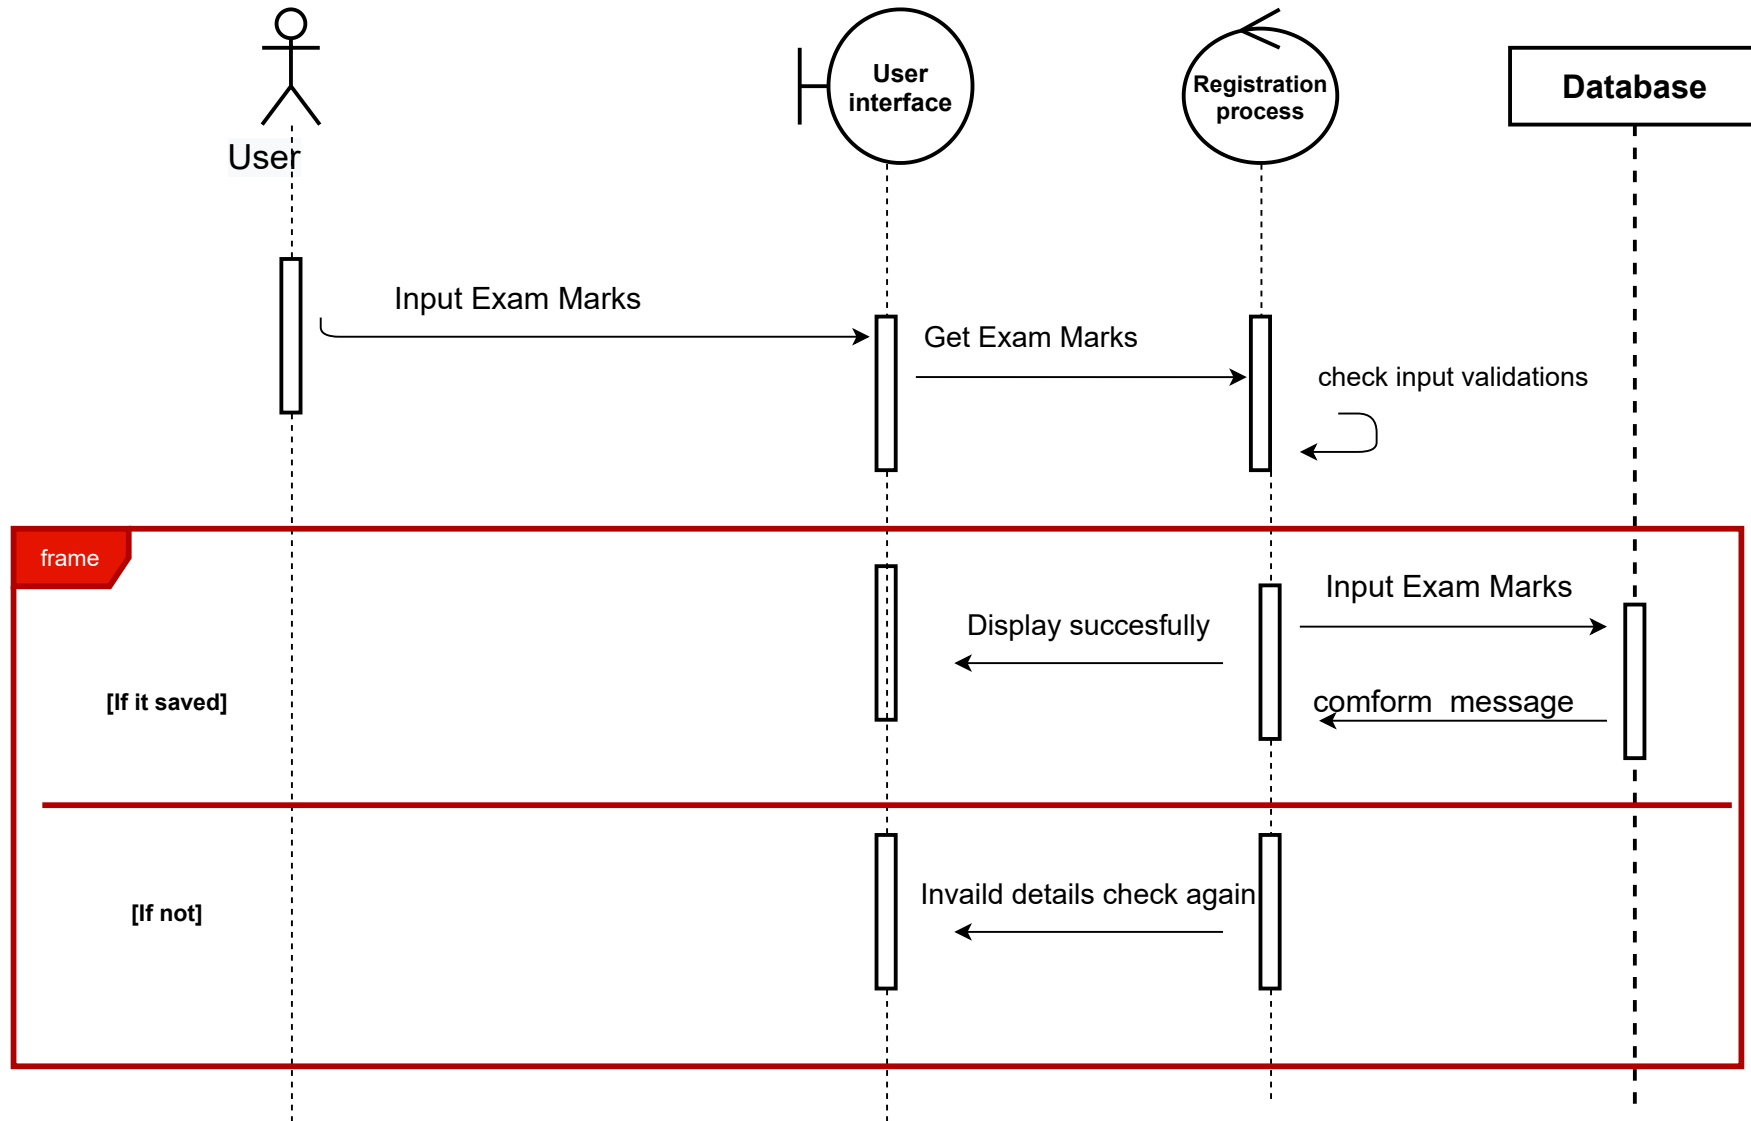 User
interface
Registration
process
Database
User
Input Exam Marks
Get Exam Marks
check input validations
frame
Input Exam Marks
Display succesfully
[If it saved]
comform  message
Invaild details check again
[If not]